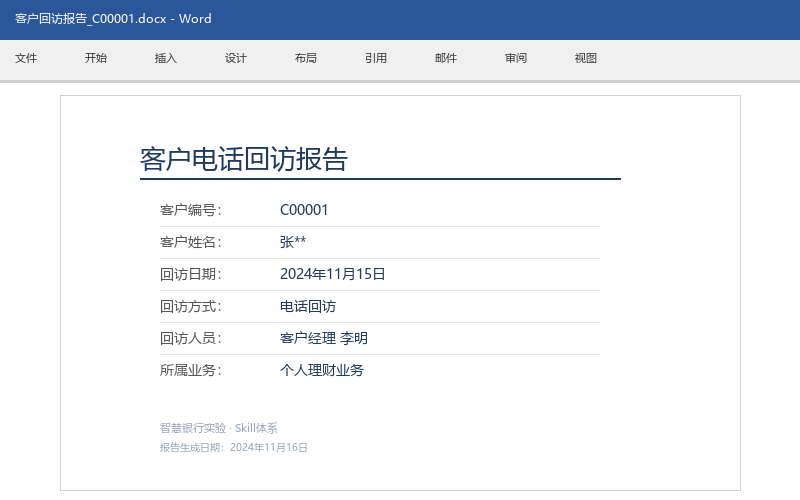 客户回访报告_C00001.docx - Word
文件 开始 插入 设计 布局 引用 邮件 审阅 视图
客户电话回访报告
客户编号： C00001
客户姓名： 张**
回访日期： 2024年11月15日
回访方式： 电话回访
回访人员： 客户经理 李明
所属业务： 个人理财业务
智慧银行实验 · Skill体系
报告生成日期：2024年11月16日